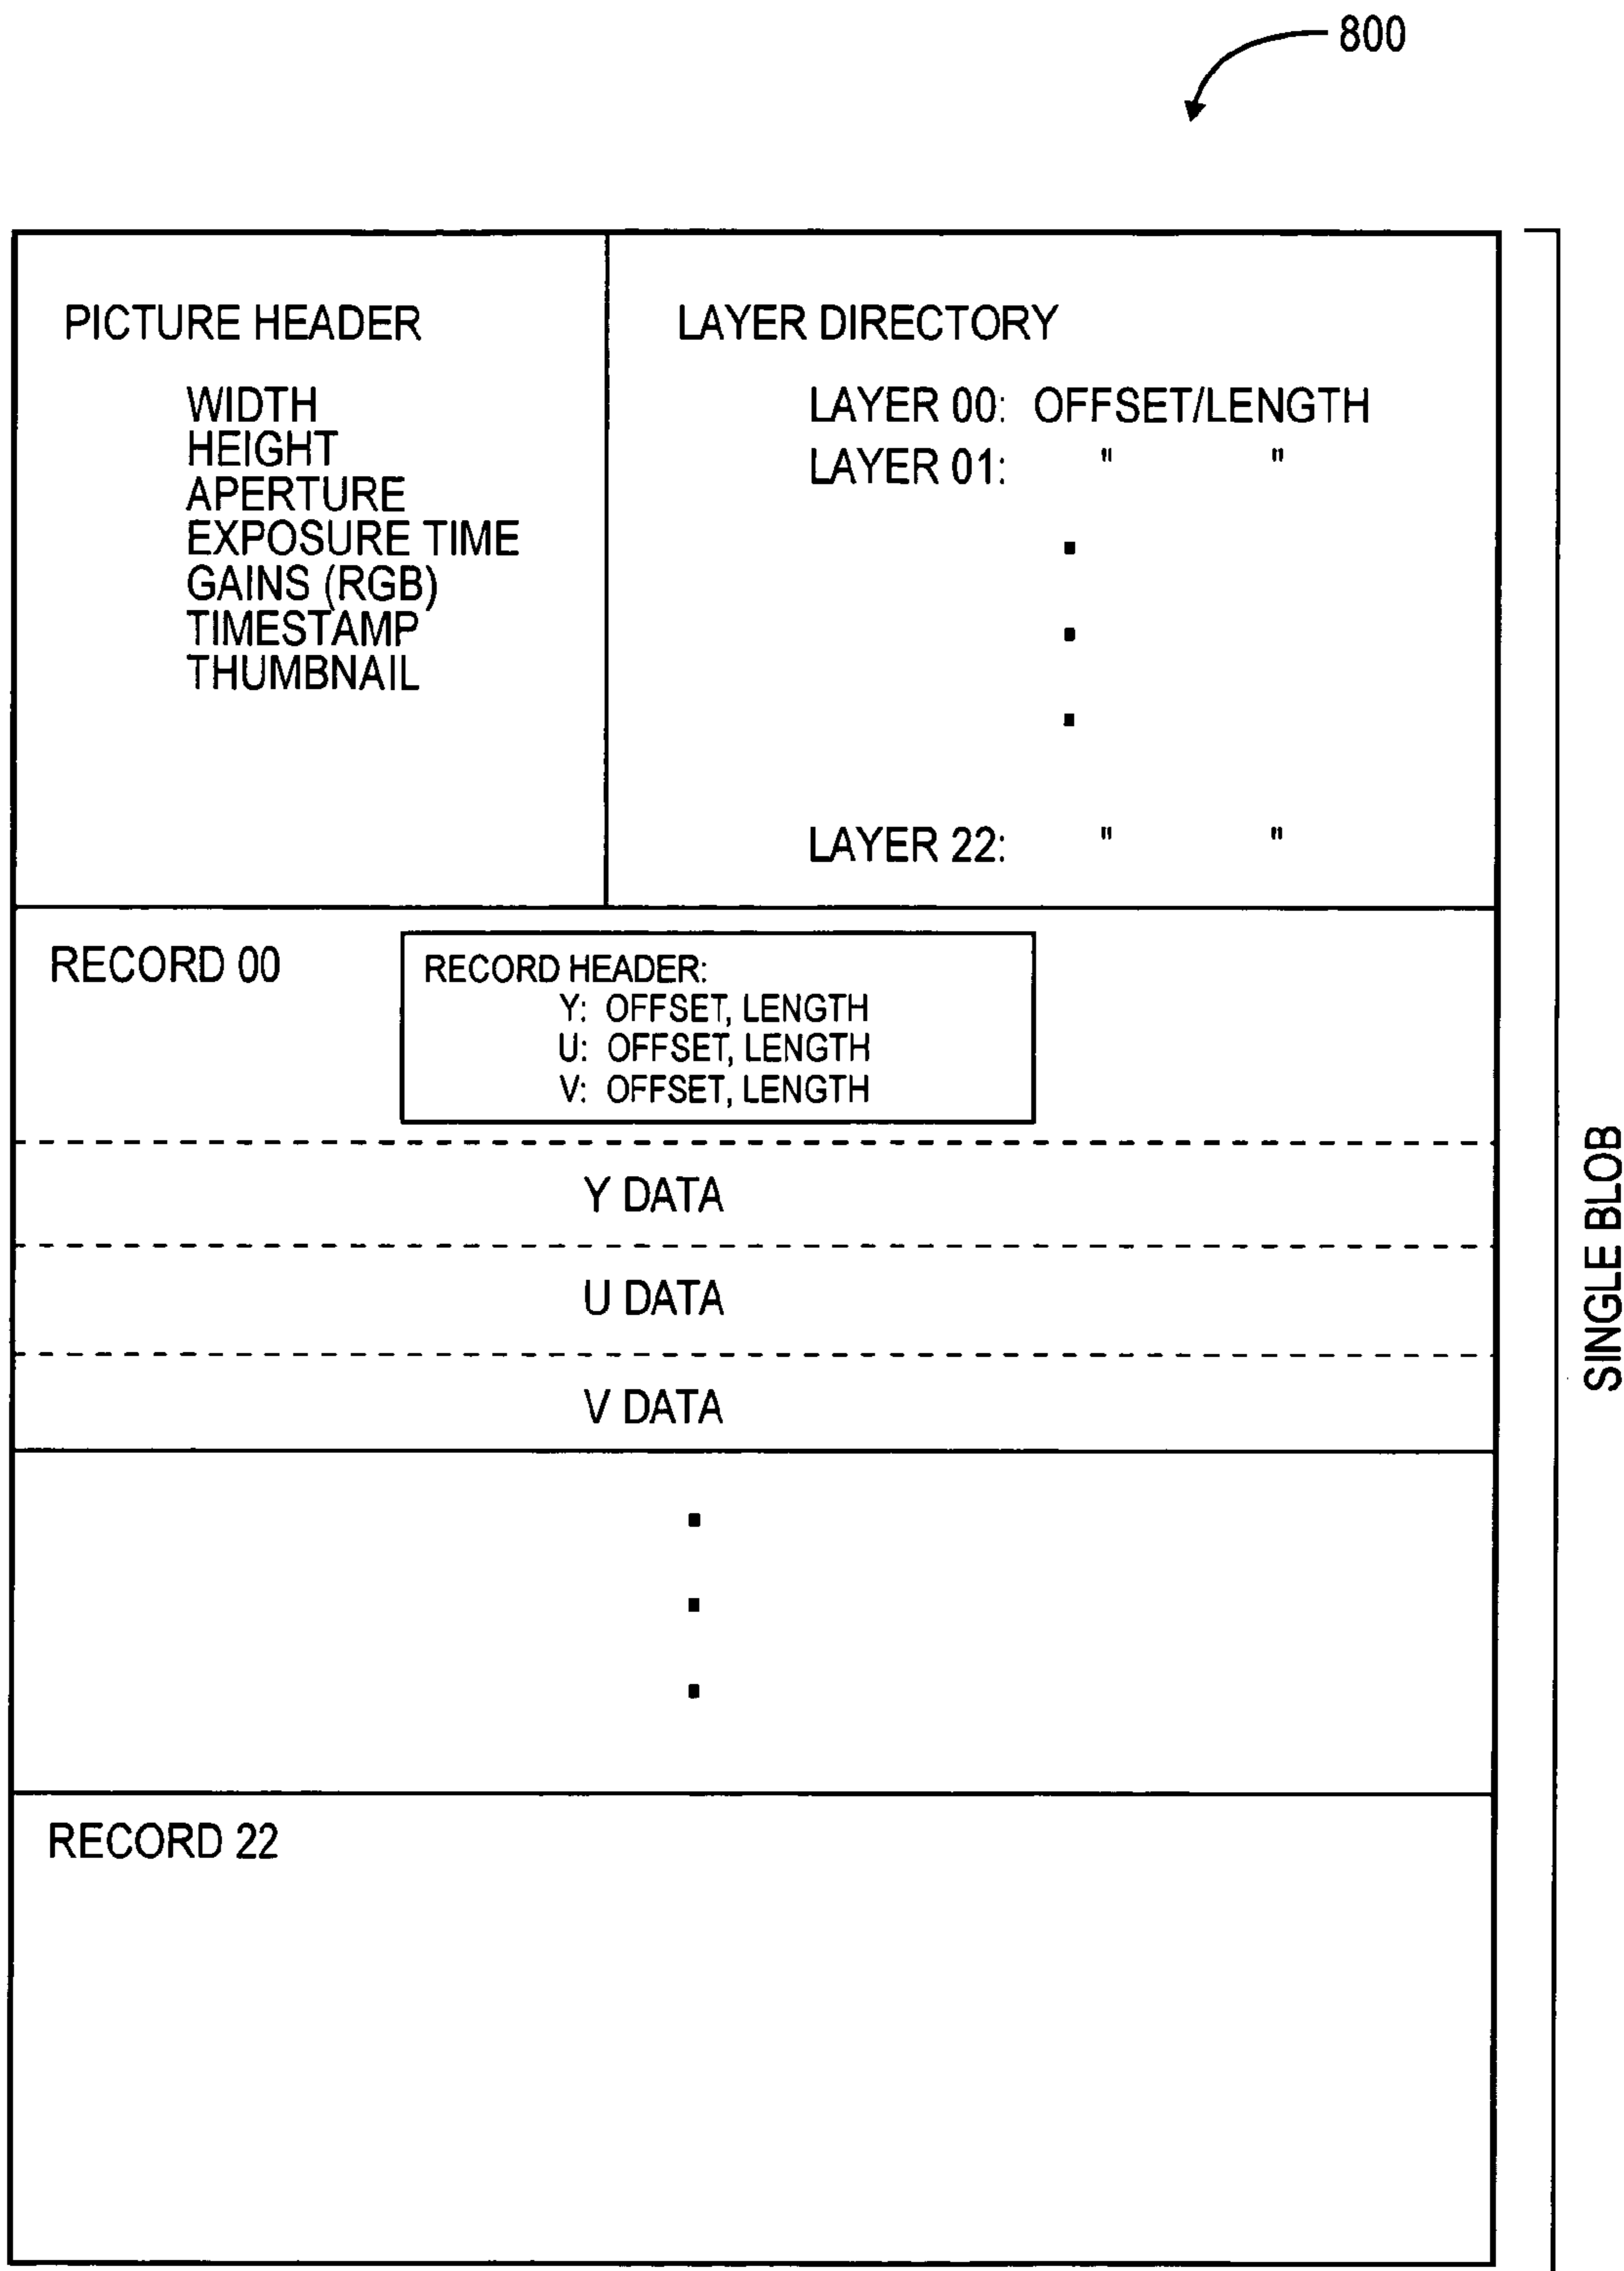 800
PICTURE HEADER
WIDTH
HEIGHT
APERTURE
EXPOSURE TIME
GAINS (RGB)
TIMESTAMP
THUMBNAIL
LAYER DIRECTORY
LAYER 00: OFFSET/LENGTH
LAYER 01: " "
LAYER 22: " "
RECORD 00
RECORD HEADER:
Y: OFFSET, LENGTH
U: OFFSET, LENGTH
V: OFFSET, LENGTH
Y DATA
U DATA
V DATA
RECORD 22
SINGLE BLOB